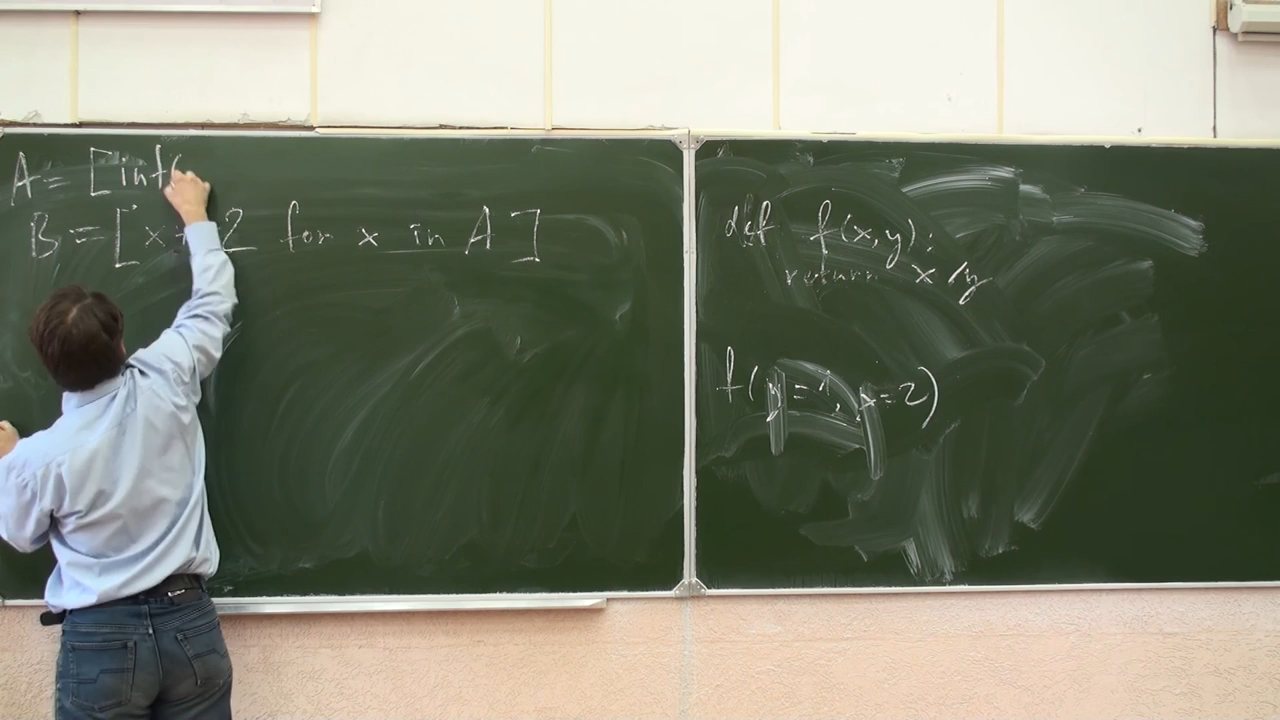 A = [int(
B = [x+2 for x in A]
def f(x,y):
return x/y
f(y=1, x=2)